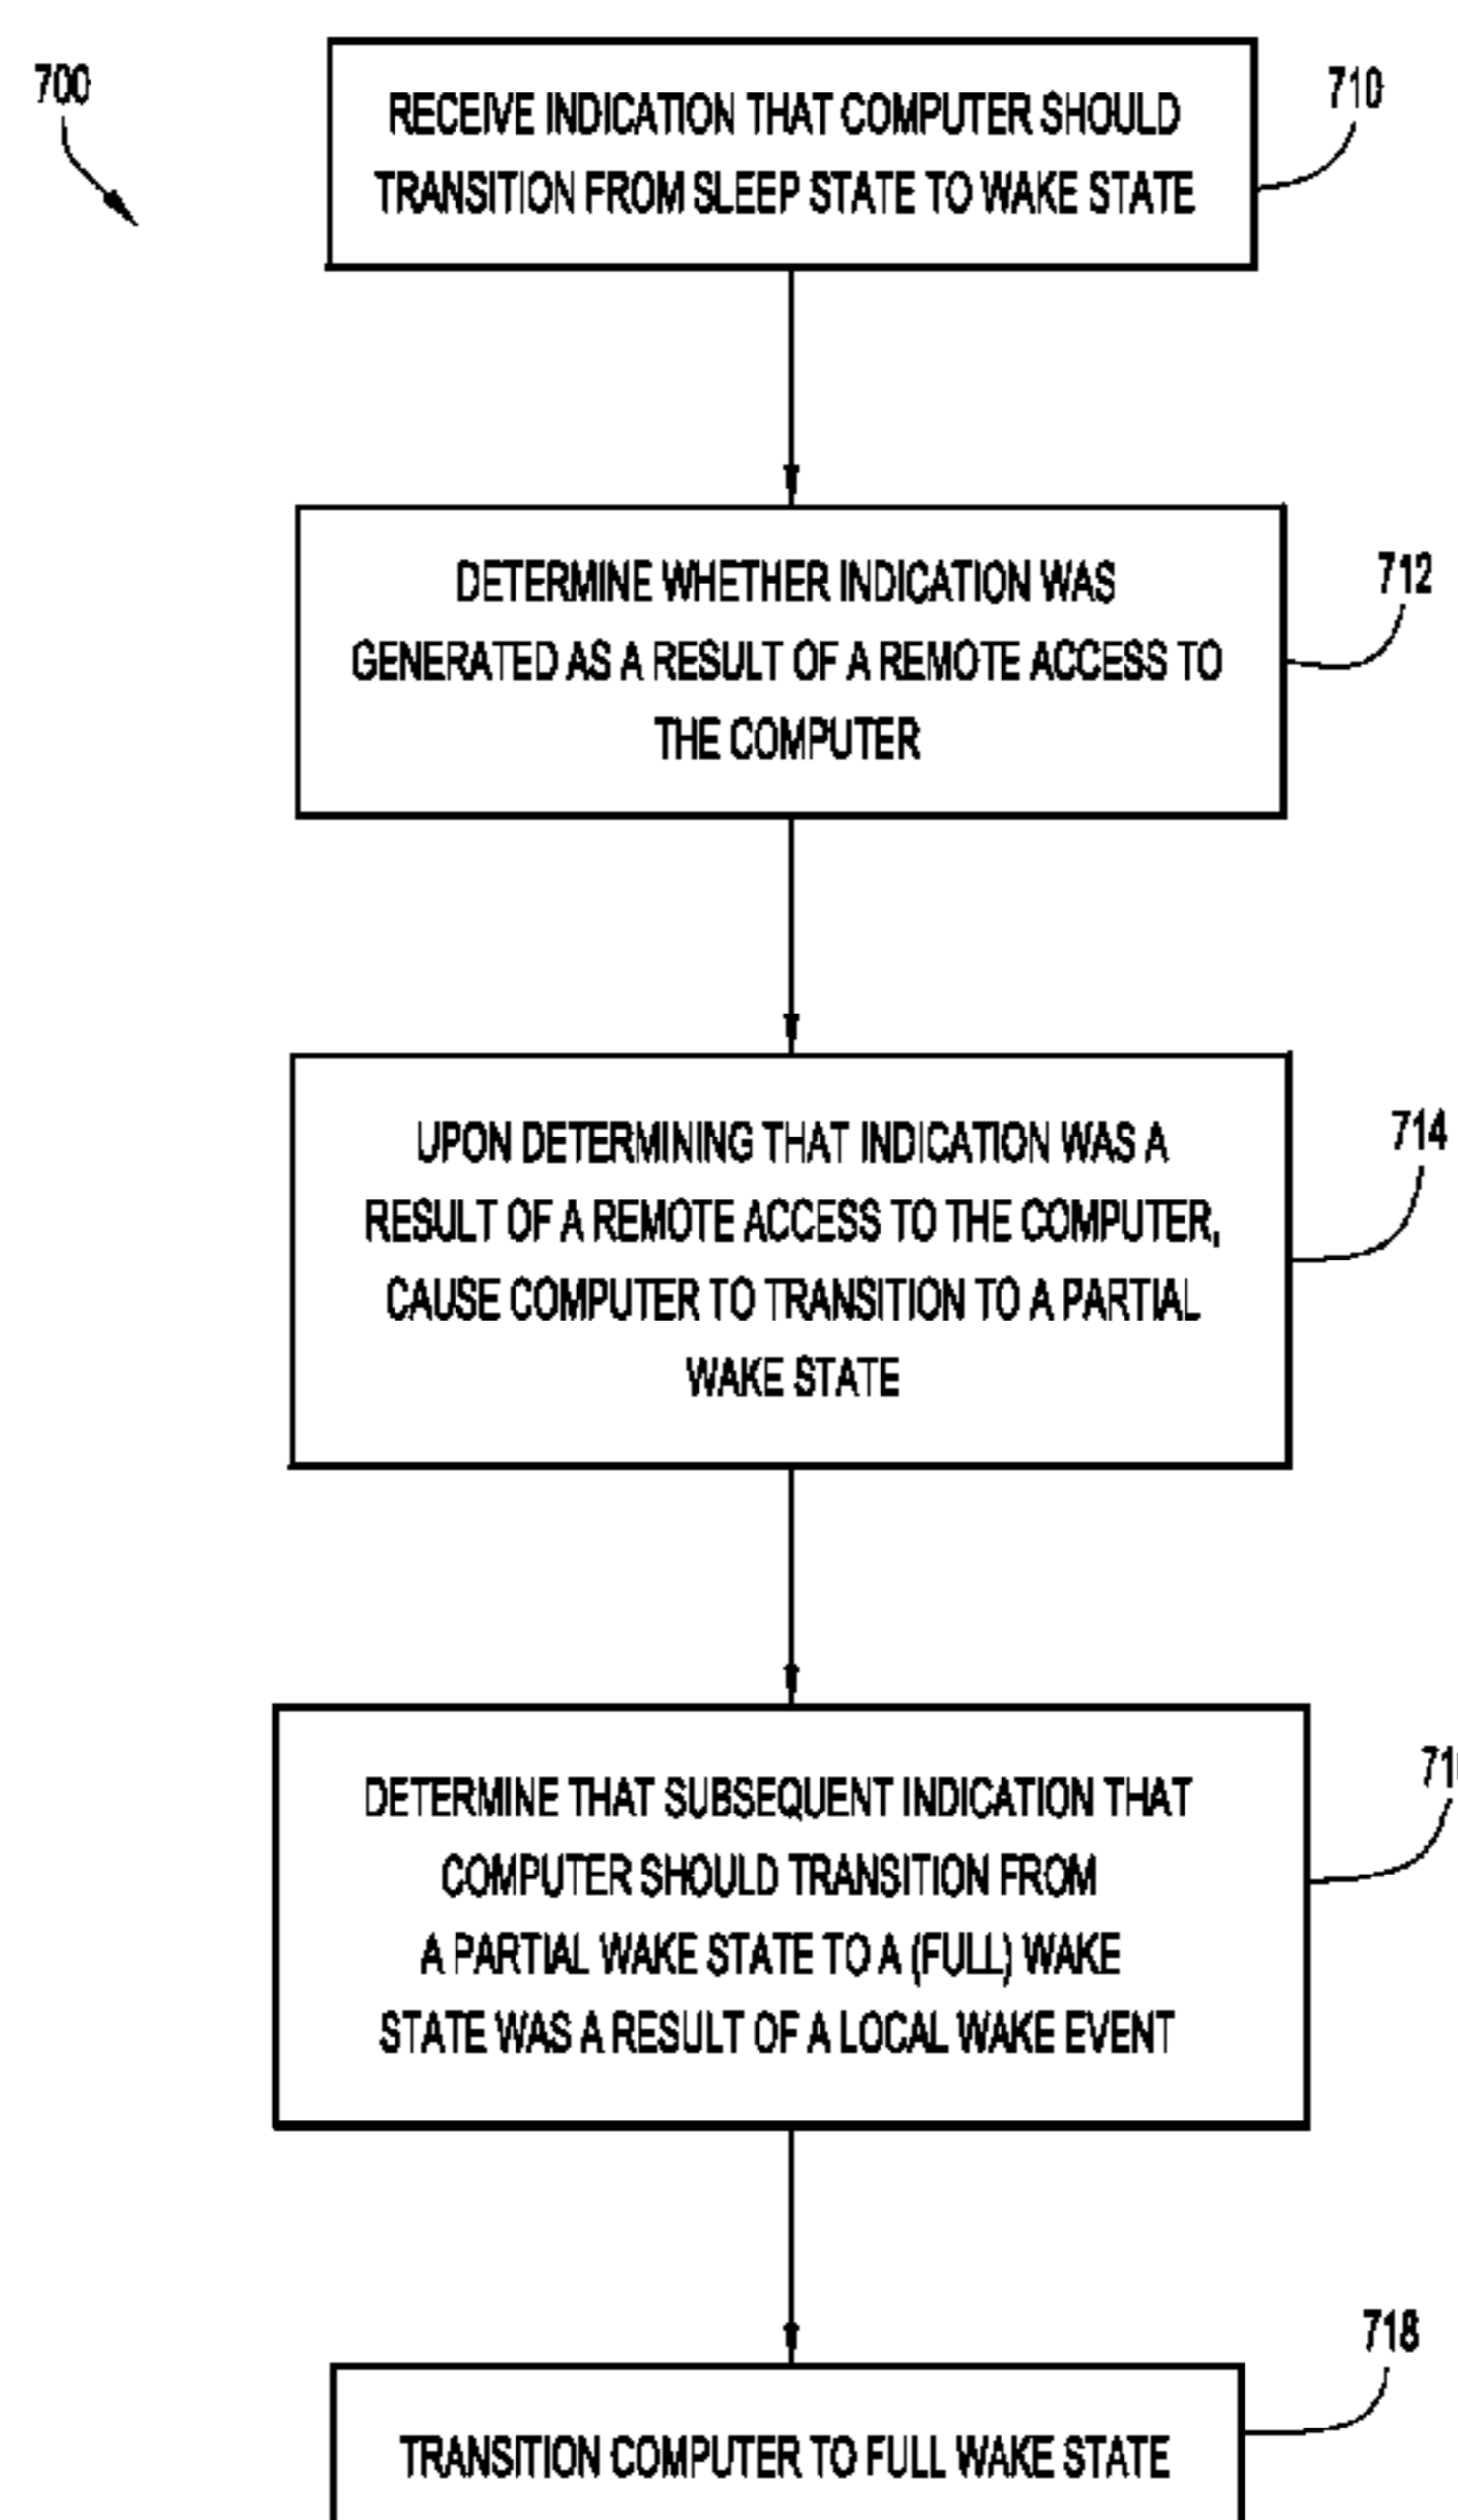 700
RECEIVE INDICATION THAT COMPUTER SHOULD
TRANSITION FROM SLEEP STATE TO WAKE STATE
710
DETERMINE WHETHER INDICATION WAS
GENERATED AS A RESULT OF A REMOTE ACCESS TO
THE COMPUTER
712
UPON DETERMINING THAT INDICATION WAS A
RESULT OF A REMOTE ACCESS TO THE COMPUTER,
CAUSE COMPUTER TO TRANSITION TO A PARTIAL
WAKE STATE
714
DETERMINE THAT SUBSEQUENT INDICATION THAT
COMPUTER SHOULD TRANSITION FROM
A PARTIAL WAKE STATE TO A (FULL) WAKE
STATE WAS A RESULT OF A LOCAL WAKE EVENT
TRANSITION COMPUTER TO FULL WAKE STATE
718